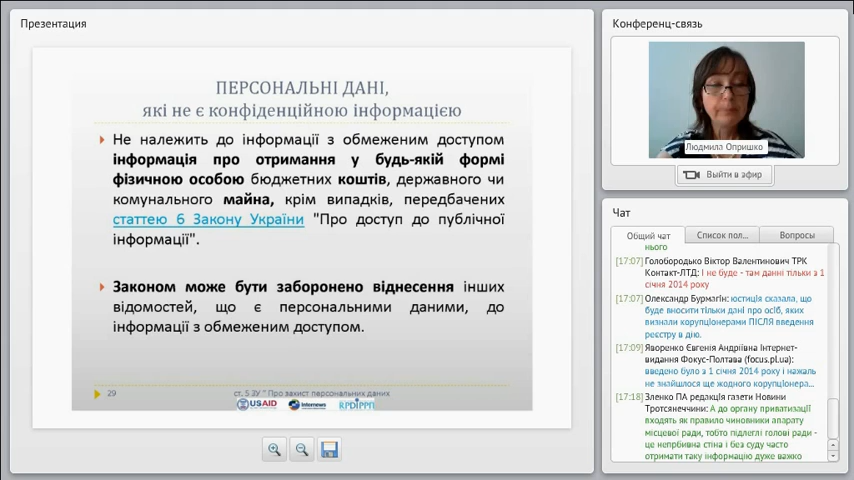 Презентация
ПЕРСОНАЛЬНІ ДАНІ,
які не є конфіденційною інформацією
Не належить до інформації з обмеженим доступом
інформація про отримання у будь-якій формі
фізичною особою бюджетних коштів, державного чи
комунального майна, крім випадків, передбачених
статтею 6 Закону України "Про доступ до публічної
інформації".
Законом може бути заборонено віднесення інших
відомостей, що є персональними даними, до
інформації з обмеженим доступом.
29
ст. 5 ЗУ " Про захист персональних даних
USAID
Internews
Конференц-связь
Людмила Опришко
Выйти в эфир
Чат
Общий чат
Список пол...
Вопросы
нього
[17:07] Голобородько Віктор Валентинович ТРК
Контакт-ЛТД: І не буде - там данні тільки з 1
січня 2014 року
[17:07] Олександр Бурмагін: юстиція сказала, що
буде вносити тільки дані про осіб, яких
визнали корупціонерами ПІСЛЯ введення
реєстру в дію.
[17:09] Яворенко Євгенія Андріївна Інтернет-
видання Фокус-Полтава (focus.pl.ua):
введено було з 1 січня 2014 року і нажаль
не знайшлося ще жодного корупціонера...
[17:18] Зленко ПА редакція газети Новини
Тротсянеччини: А до органу приватизації
входять як правило чиновники апарату
місцевої ради, тобто підлеглі голові ради -
це непрбивна стіна і без суду часто
отримати таку інформацію дуже важко